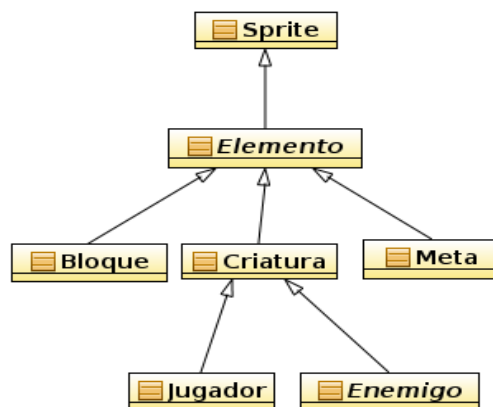 Sprite
Elemento
Bloque
Criatura
Meta
Jugador
Enemigo